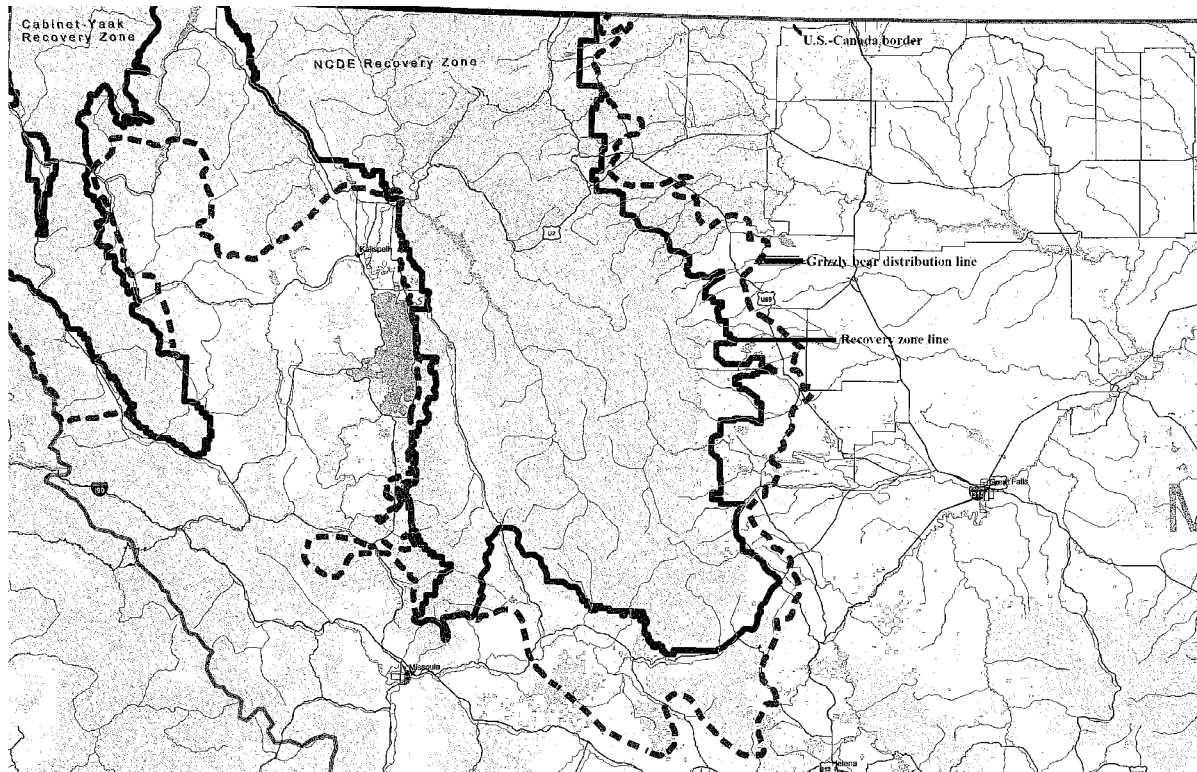 Cabinet-Yaak
Recovery Zone
NCDE Recovery Zone
U.S.-Canada border
Kalispell
Grizzly bear distribution line
Recovery zone line
Great Falls
M
Missoula
Helena